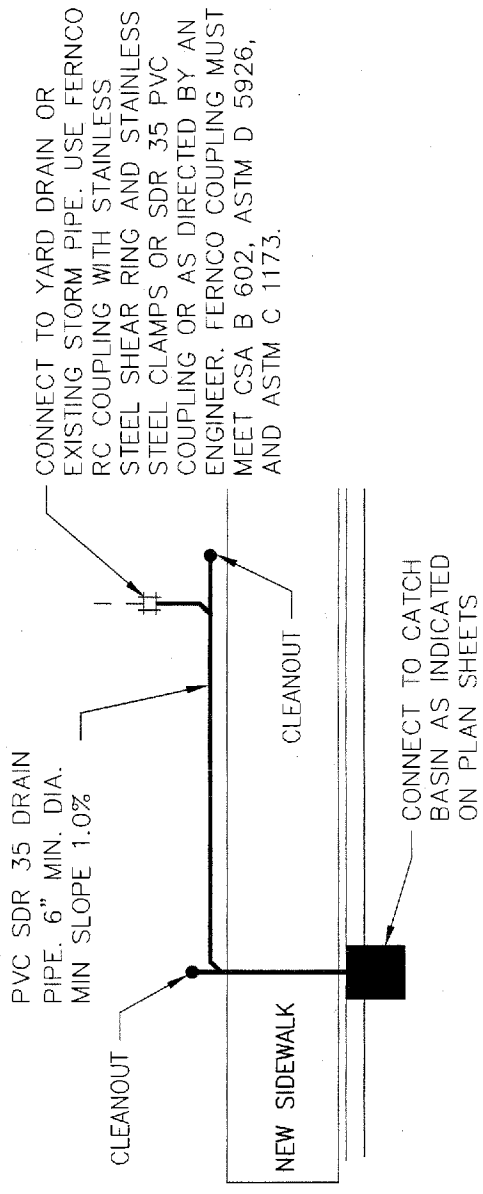 PVC SDR 35 DRAIN
PIPE. 6" MIN. DIA.
MIN SLOPE 1.0%
CLEANOUT
CONNECT TO YARD DRAIN OR
EXISTING STORM PIPE. USE FERNCO
RC COUPLING WITH STAINLESS
STEEL SHEAR RING AND STAINLESS
STEEL CLAMPS OR SDR 35 PVC
COUPLING OR AS DIRECTED BY AN
ENGINEER. FERNCO COUPLING MUST
MEET CSA B 602, ASTM D 5926,
AND ASTM C 1173.
NEW SIDEWALK
CLEANOUT
CONNECT TO CATCH
BASIN AS INDICATED
ON PLAN SHEETS